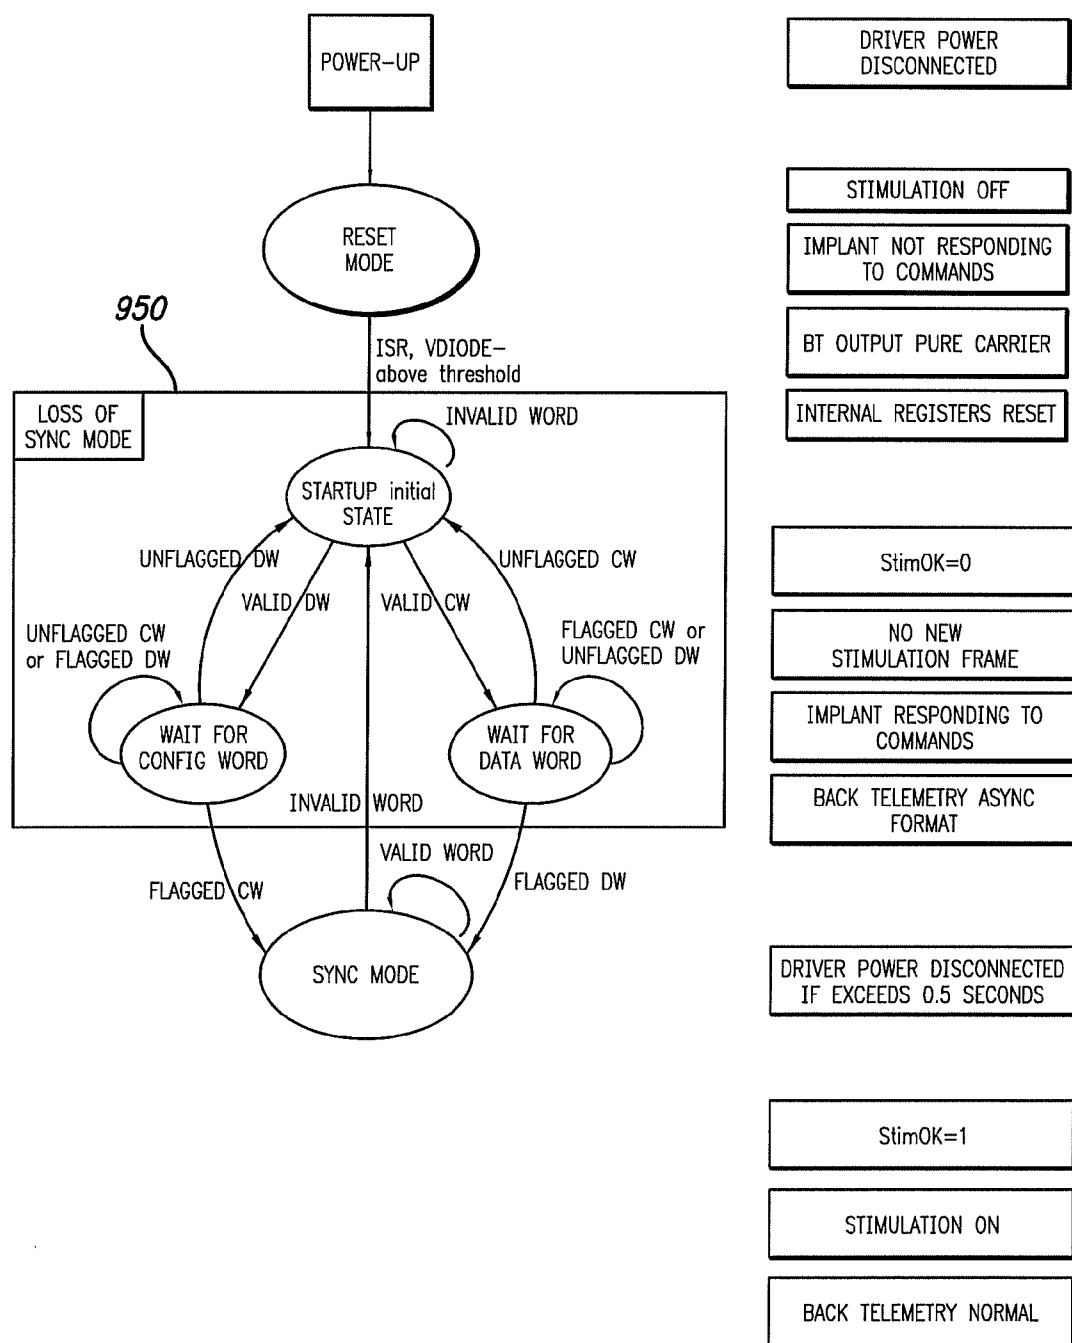 POWER-UP
DRIVER POWER
DISCONNECTED
RESET
MODE
STIMULATION OFF
IMPLANT NOT RESPONDING
TO COMMANDS
BT OUTPUT PURE CARRIER
INTERNAL REGISTERS RESET
950
ISR, VDIODE-
above threshold
LOSS OF
SYNC MODE
INVALID WORD
STARTUP initial
STATE
UNFLAGGED DW
VALID DW
VALID CW
UNFLAGGED CW
UNFLAGGED CW
or FLAGGED DW
FLAGGED CW or
UNFLAGGED DW
WAIT FOR
CONFIG WORD
WAIT FOR
DATA WORD
INVALID WORD
VALID WORD
FLAGGED CW
FLAGGED DW
SYNC MODE
StimOK=0
NO NEW
STIMULATION FRAME
IMPLANT RESPONDING TO
COMMANDS
BACK TELEMETRY ASYNC
FORMAT
DRIVER POWER DISCONNECTED
IF EXCEEDS 0.5 SECONDS
StimOK=1
STIMULATION ON
BACK TELEMETRY NORMAL